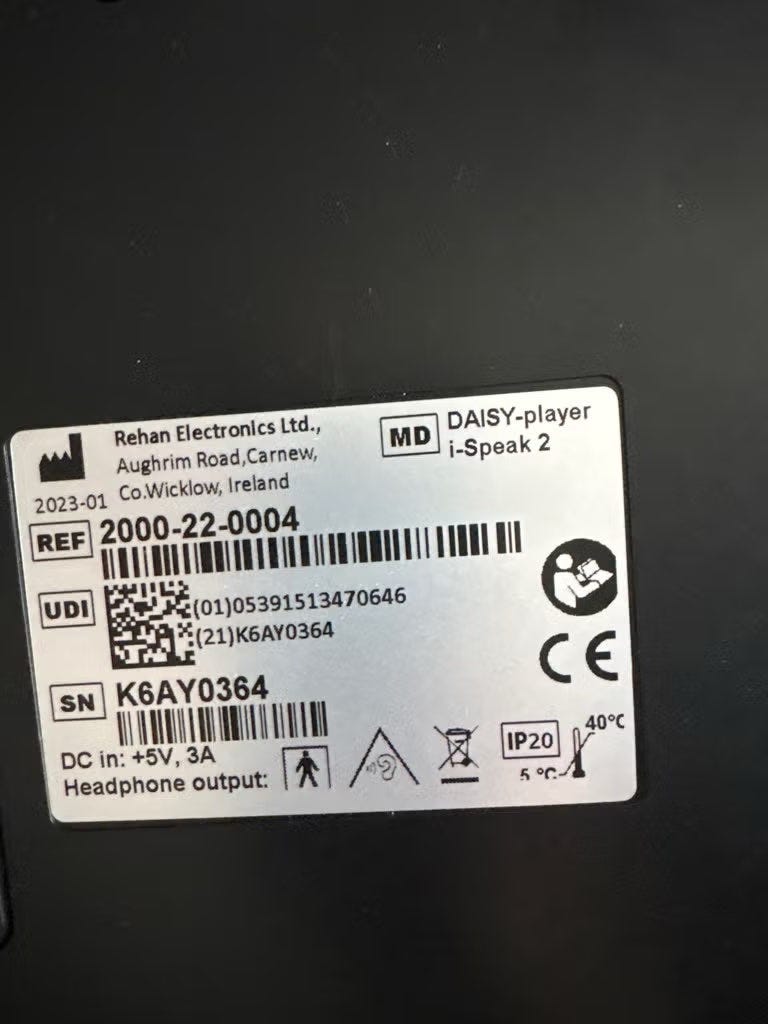 Rehan Electronics Ltd.,
Aughrim Road,Carnew,
2023-01 Co.Wicklow, Ireland
MD DAISY-player
i-Speak 2
REF 2000-22-0004
UDI (01)05391513470646
(21)K6AY0364
CE
SN K6AY0364
DC in: +5V, 3A
Headphone output:
IP20
40°C
5 °C